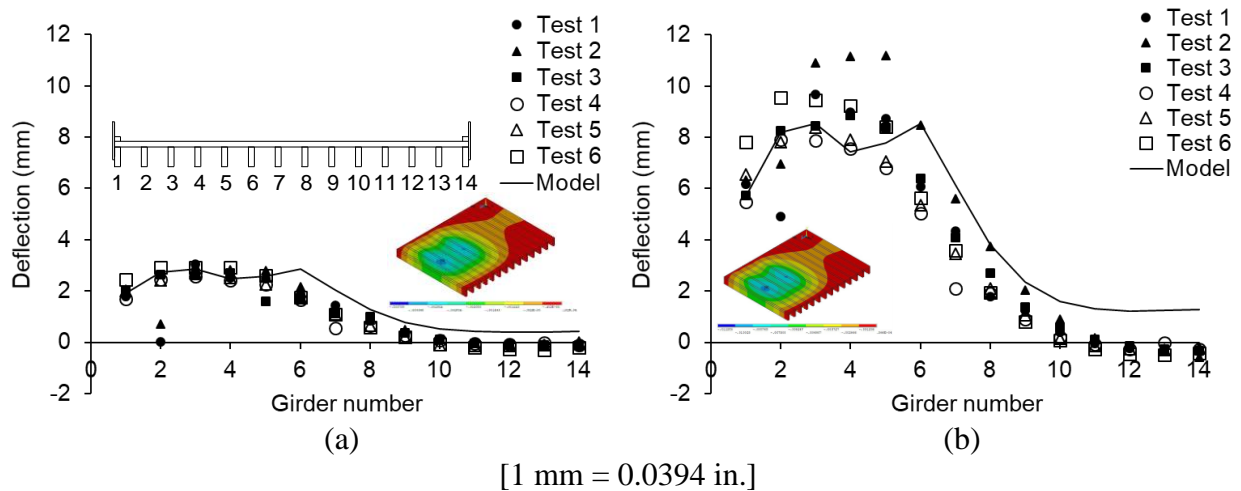 12
10
8
6
4
2
0
-2
Deflection (mm)
Test 1
Test 2
Test 3
Test 4
Test 5
Test 6
Model
1 2 3 4 5 6 7 8 9 10 11 12 13 14
0 2 4 6 8 10 12 14
Girder number
(a)
12
10
8
6
4
2
0
-2
Deflection (mm)
Test 1
Test 2
Test 3
Test 4
Test 5
Test 6
Model
0 2 4 6 8 10 12 14
Girder number
(b)
[1 mm = 0.0394 in.]